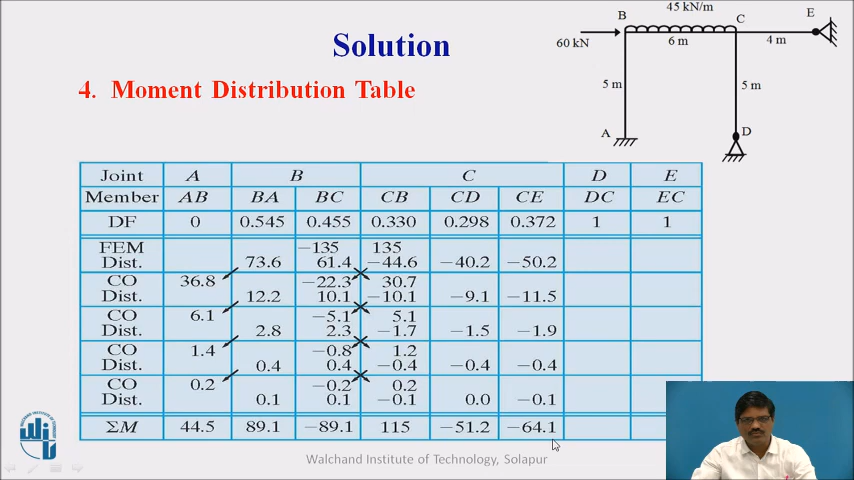 Solution
4. Moment Distribution Table
45 kN/m
B
C
E
60 kN
6 m
4 m
5 m
5 m
A
D
Joint A B C D E
Member AB BA BC CB CD CE DC EC
DF 0 0.545 0.455 0.330 0.298 0.372 1 1
FEM −135 135
Dist. 73.6 61.4 −44.6 −40.2 −50.2
CO 36.8 −22.3 30.7
Dist. 12.2 10.1 −10.1 −9.1 −11.5
CO 6.1 −5.1 5.1
Dist. 2.8 2.3 −1.7 −1.5 −1.9
CO 1.4 −0.8 1.2
Dist. 0.4 0.4 −0.4 −0.4 −0.4
CO 0.2 −0.2 0.2
Dist. 0.1 0.1 −0.1 0.0 −0.1
ΣM 44.5 89.1 −89.1 115 −51.2 −64.1
Walchand Institute of Technology, Solapur